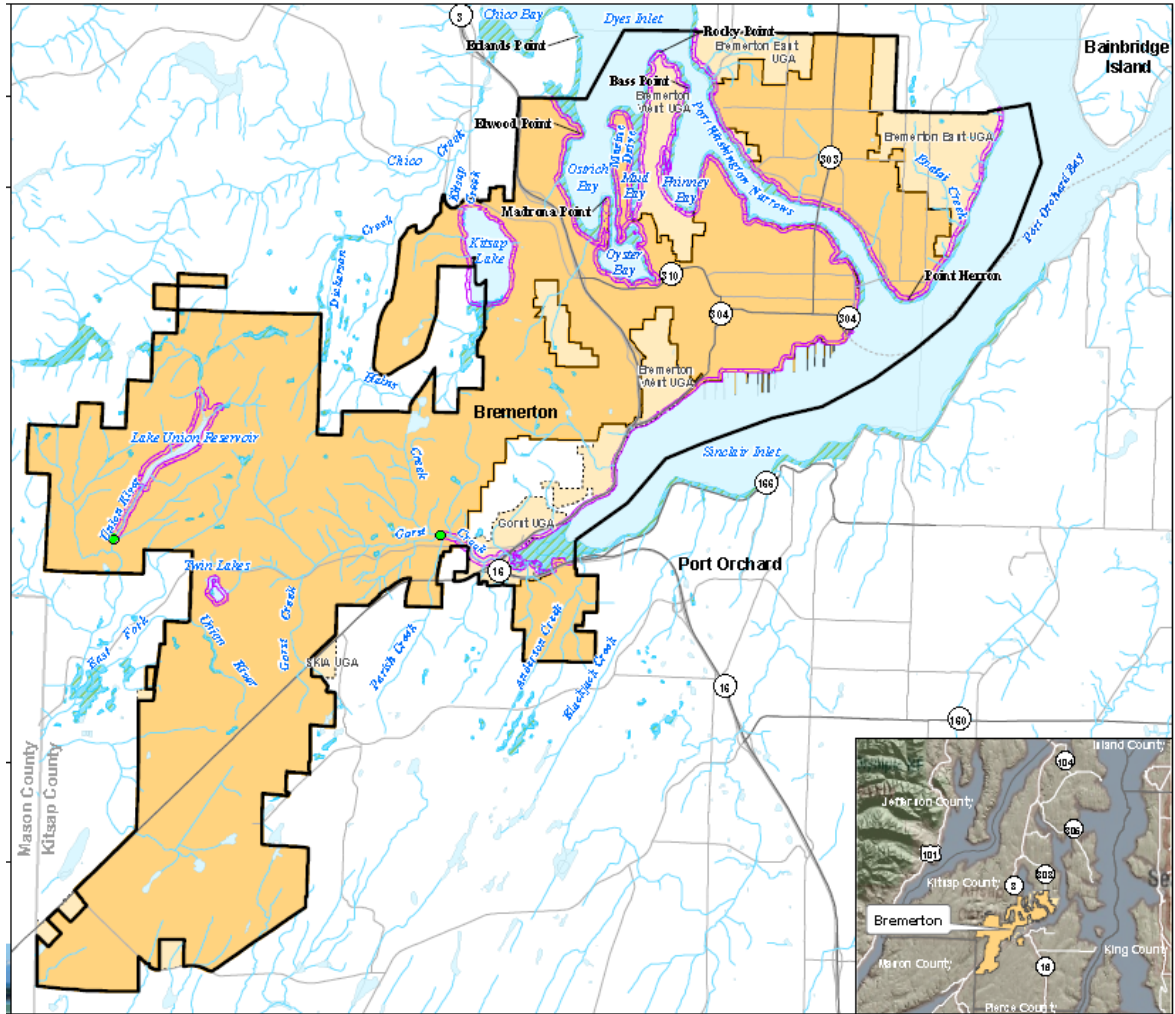 3
Chico Bay
Dyes Inlet
Erlands Point
Rocky Point
Bremerton East
UGA
Bainbridge
Island
Bass Point
Bremerton
West UGA
Port Washington Narrows
Elwood Point
Chico Creek
Kitsap
Creek
Marine
Drive
Bremerton East UGA
303
Enatai Creek
Ostrich
Bay
Mud
Bay
Phinney
Bay
Port Orchard Bay
Madrona Point
Dickerson Creek
Kitsap
Lake
Oyster
Bay
310
Point Herron
304
304
Heins
Creek
Bremerton
West UGA
Bremerton
Lake Union Reservoir
Sinclair Inlet
166
Union River
Gorst UGA
Gorst Creek
16
Port Orchard
Twin Lakes
East Fork
Union River
Gorst Creek
SKIA UGA
Parish Creek
Anderson Creek
Blackjack Creek
16
160
Mason County
Kitsap County
Island County
104
Jefferson County
305
101
303
Kitsap County
3
Se
Bremerton
King County
Mason County
16
Pierce County